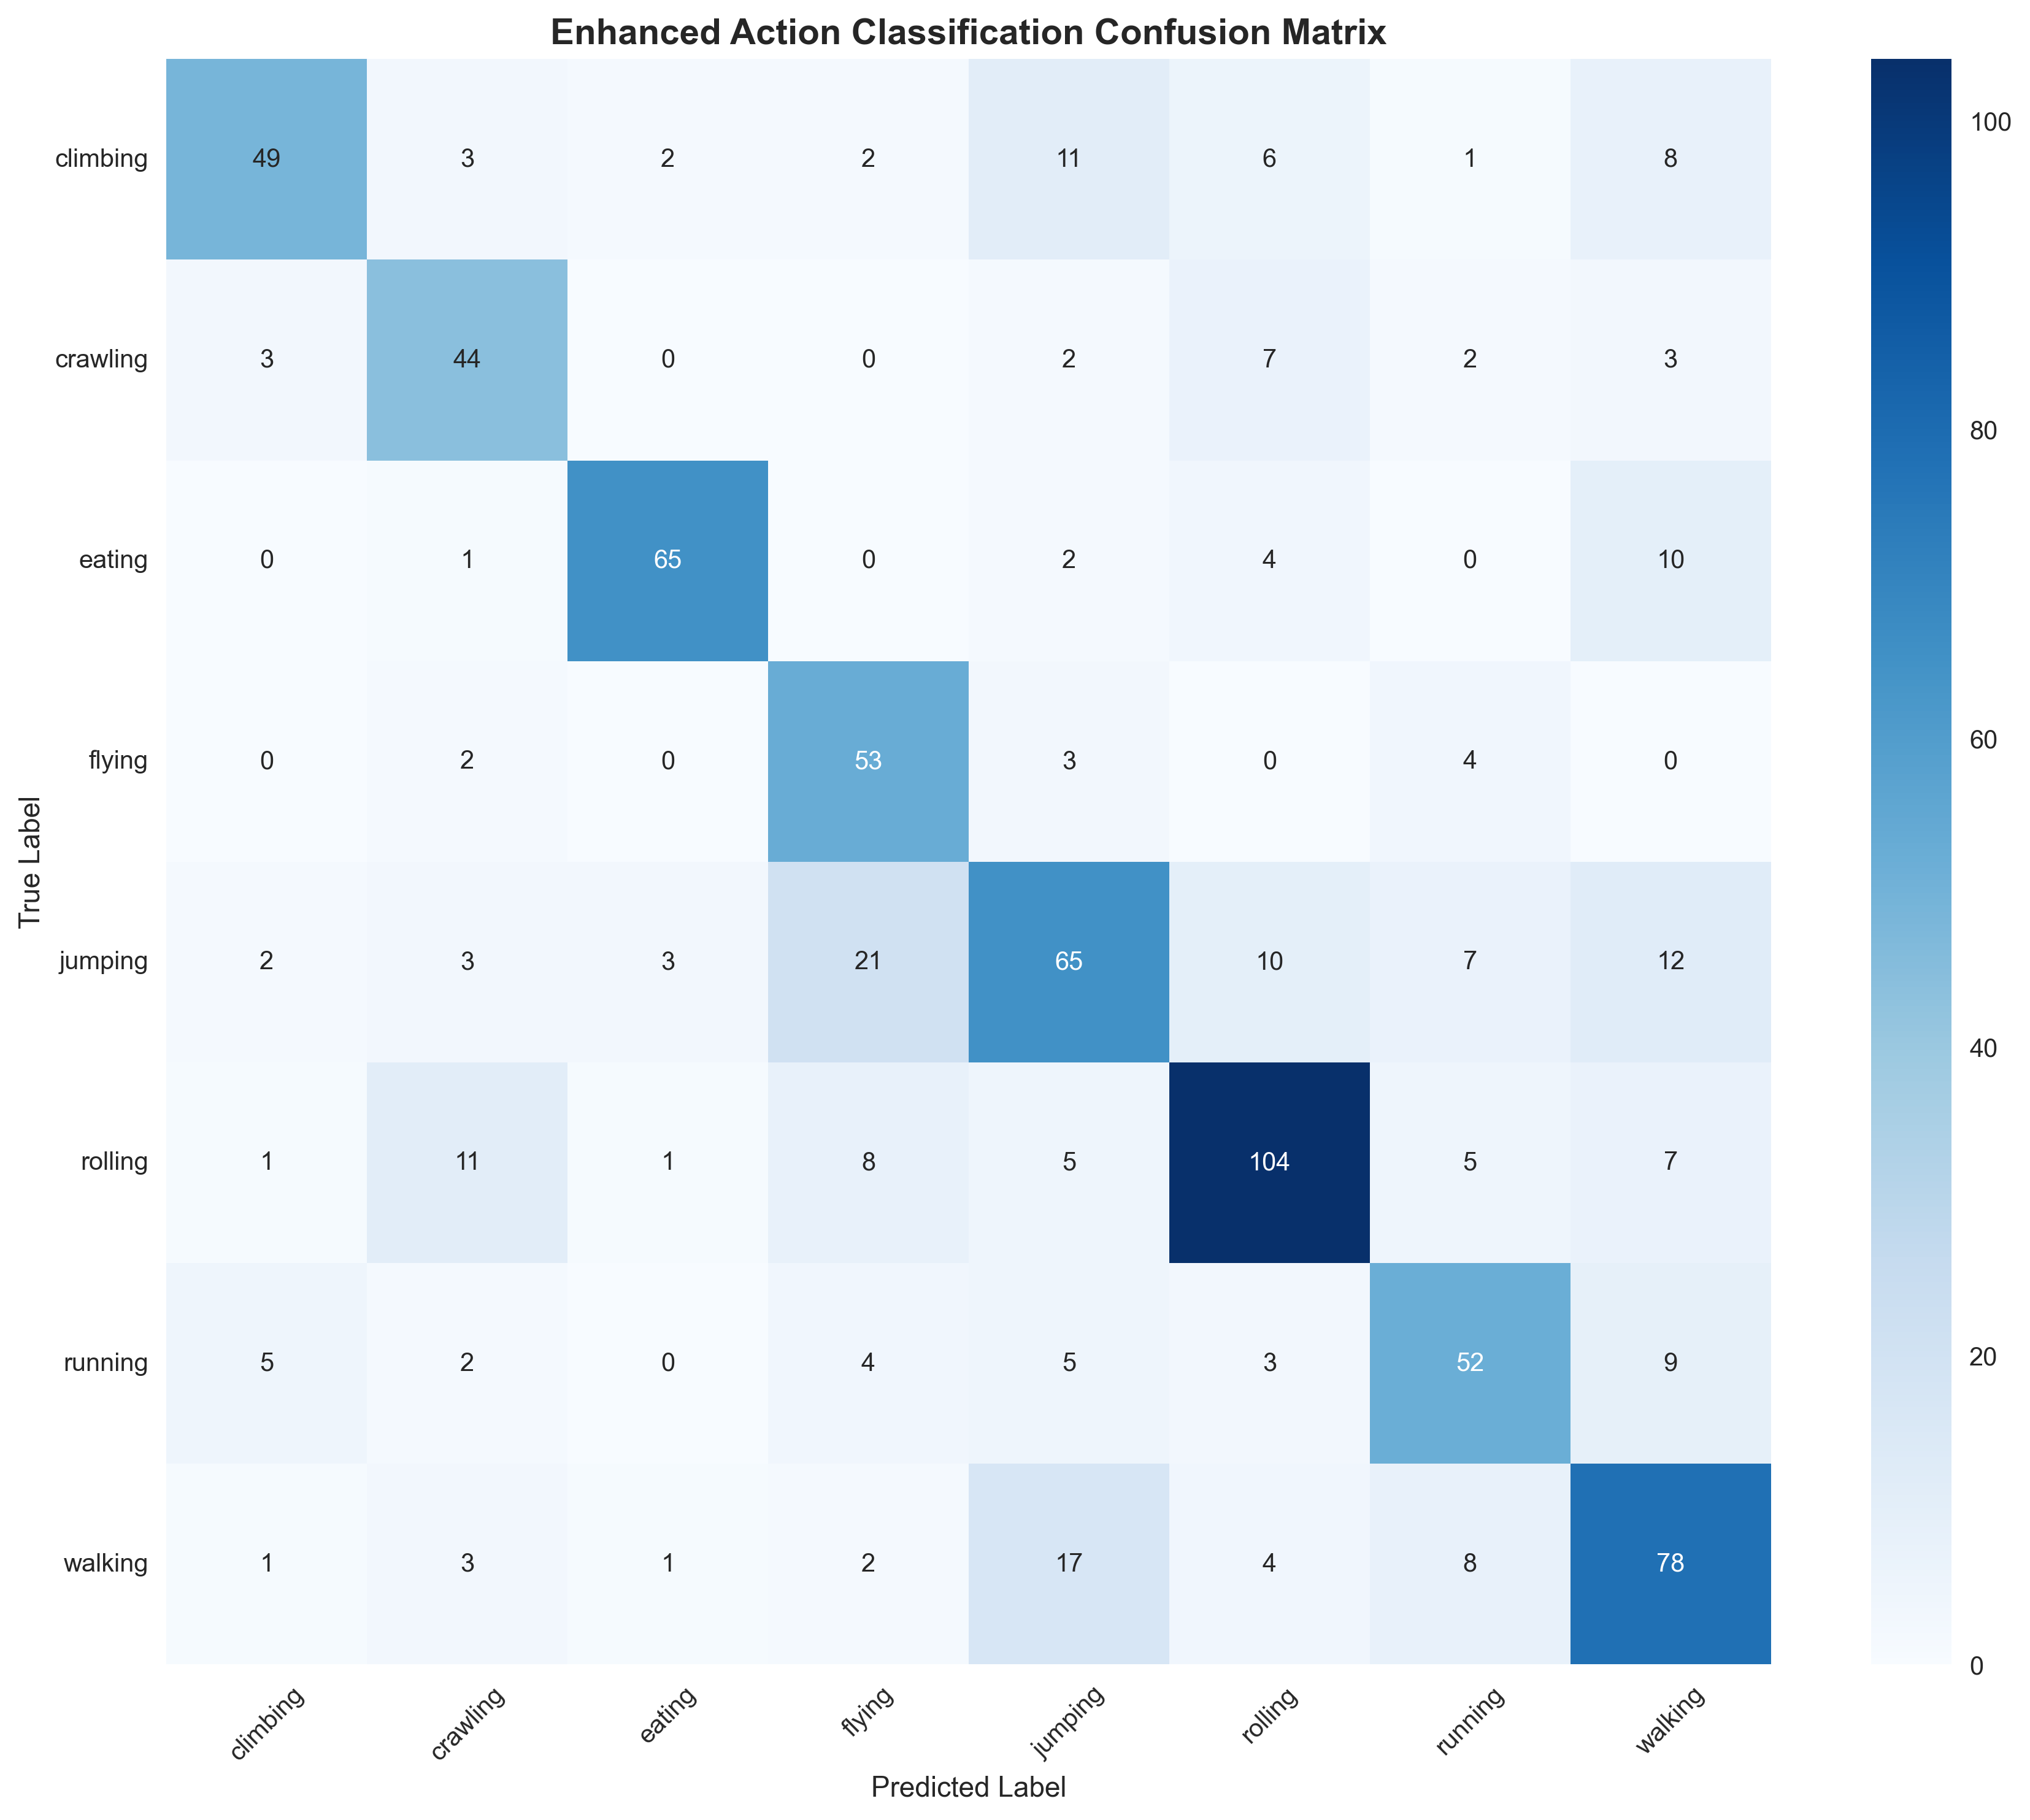 Enhanced Action Classification Confusion Matrix
True Label
climbing 49 3 2 2 11 6 1 8
crawling 3 44 0 0 2 7 2 3
eating 0 1 65 0 2 4 0 10
flying 0 2 0 53 3 0 4 0
jumping 2 3 3 21 65 10 7 12
rolling 1 11 1 8 5 104 5 7
running 5 2 0 4 5 3 52 9
walking 1 3 1 2 17 4 8 78
climbing crawling eating flying jumping rolling running walking
Predicted Label
100
80
60
40
20
0